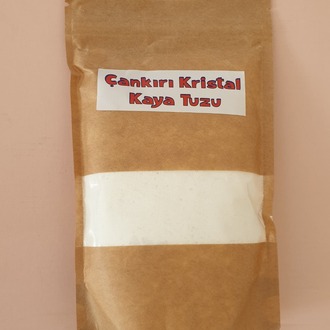 Çankırı Kristal
Kaya Tuzu